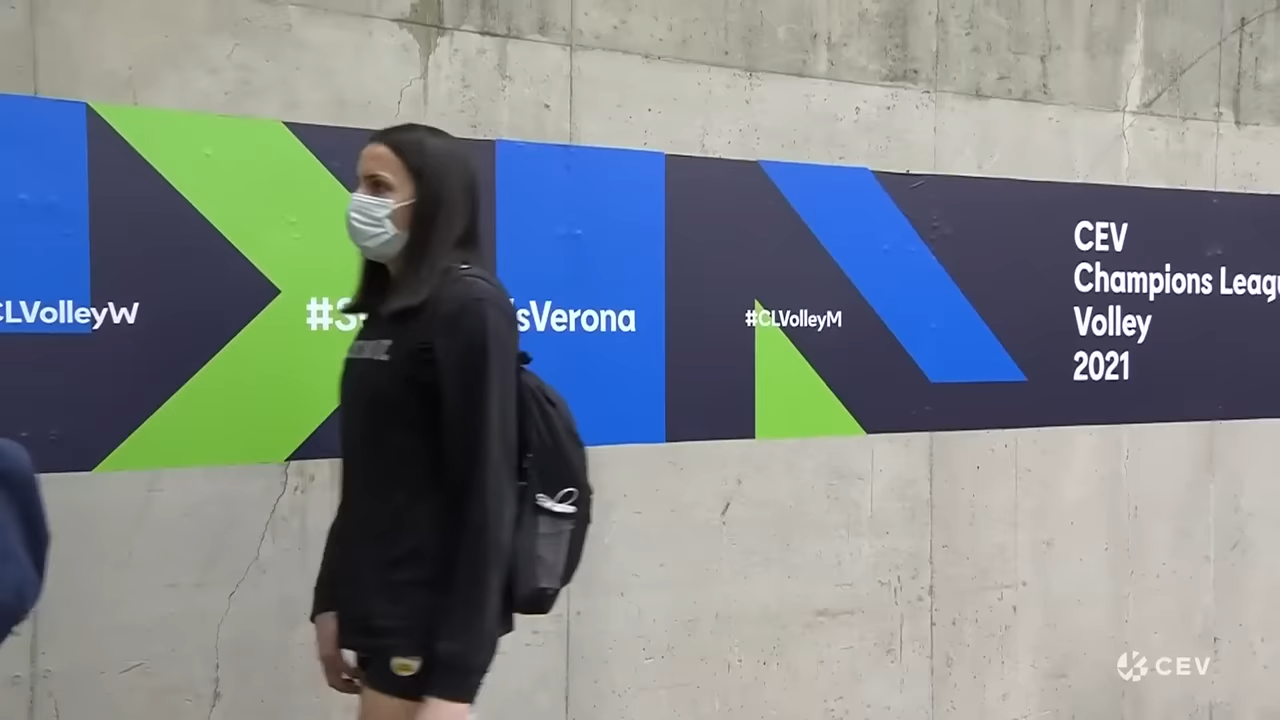 CLVolleyW
#S
sVerona
#CLVolleyM
CEV
Champions Leagu
Volley
2021
CEV